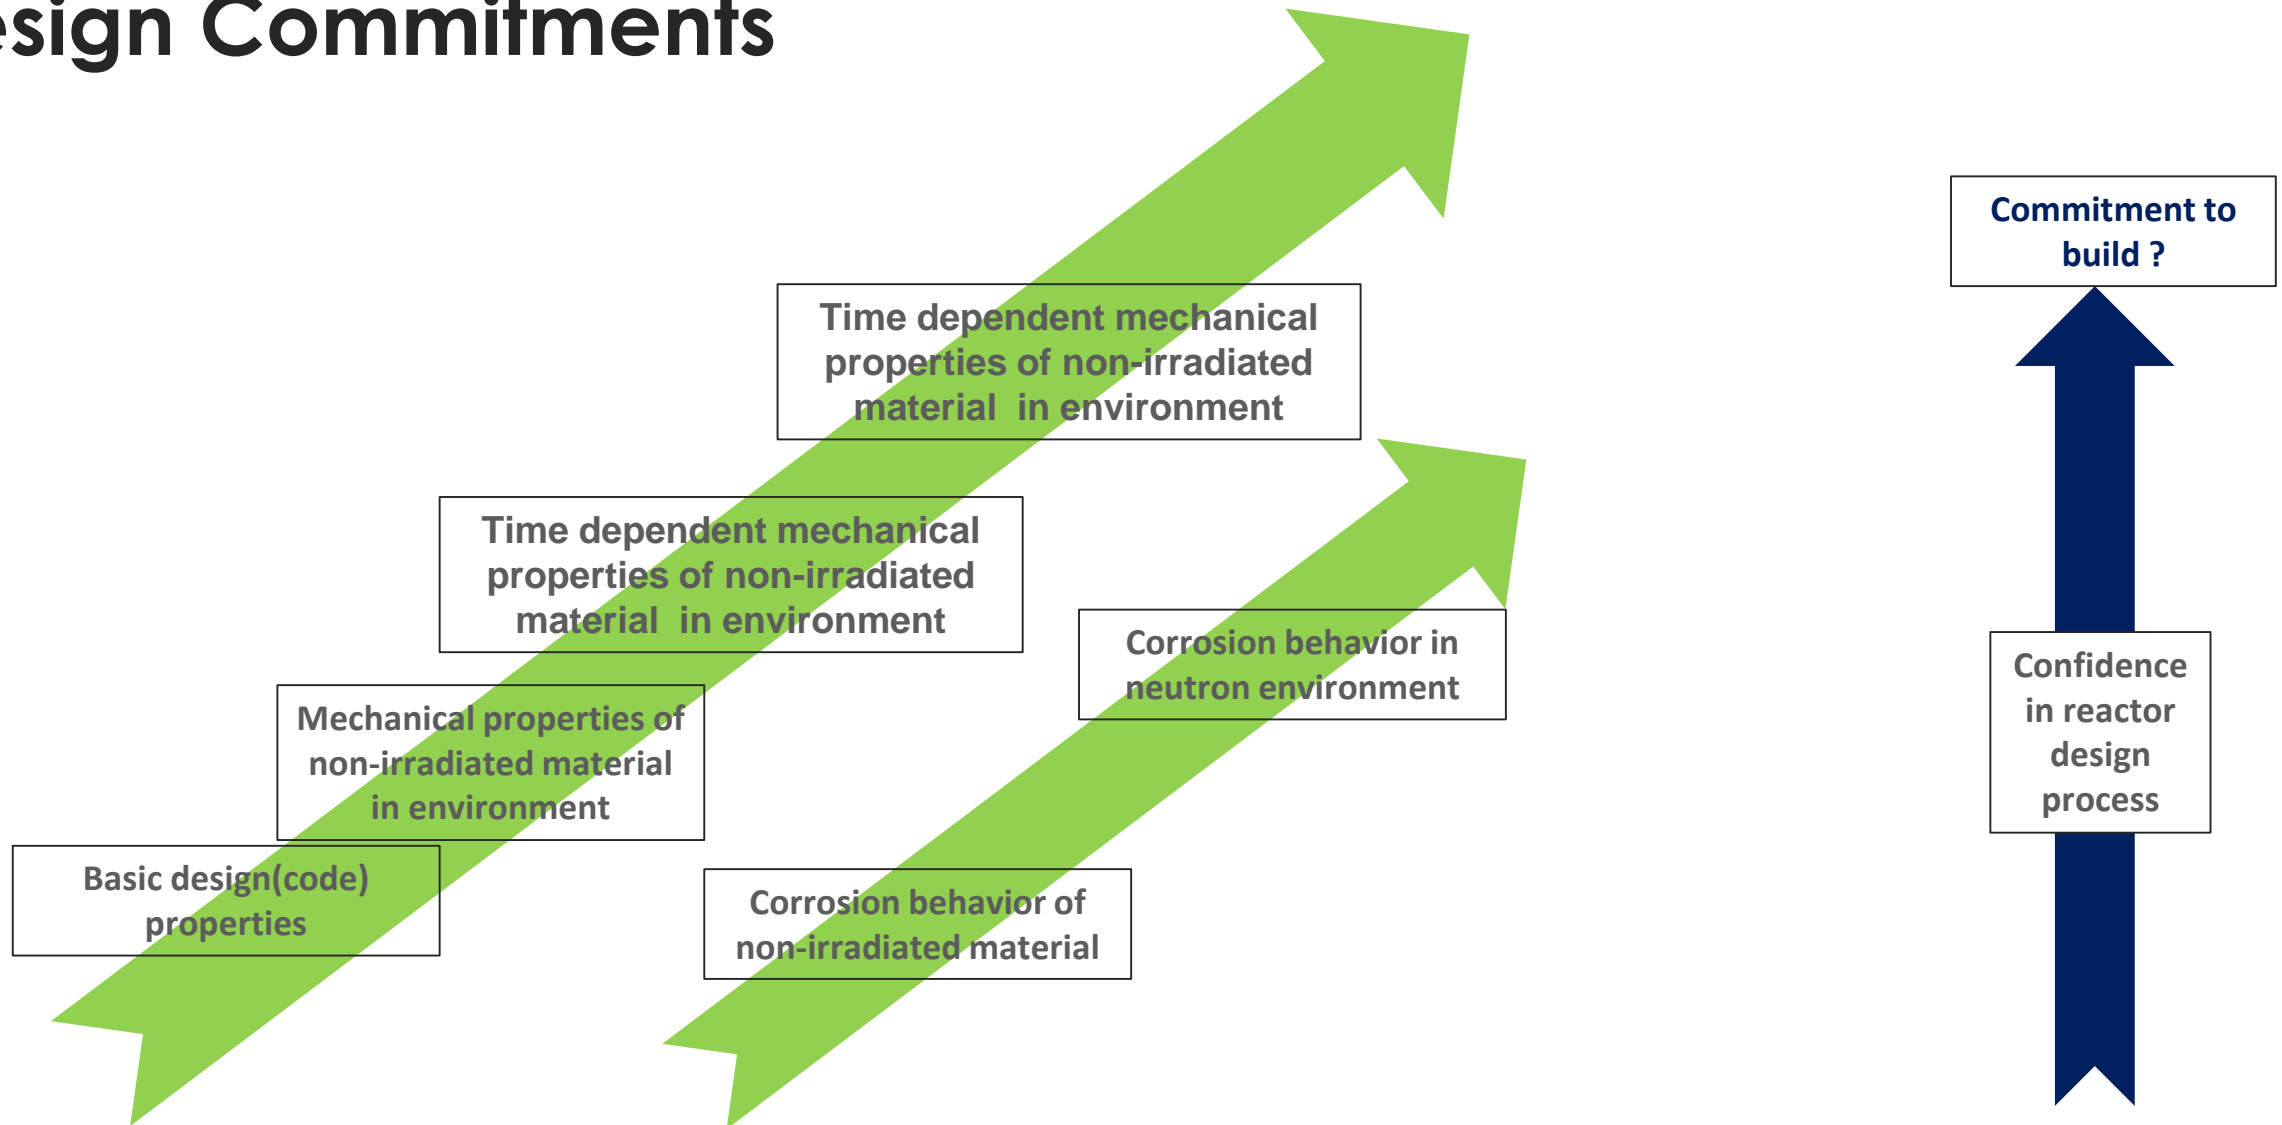 esign Commitments
Commitment to
build ?
Time dependent mechanical
properties of non-irradiated
material  in environment
Time dependent mechanical
properties of non-irradiated
material  in environment
Corrosion behavior in
neutron environment
Confidence
in reactor
design
process
Mechanical properties of
non-irradiated material
in environment
Basic design(code)
properties
Corrosion behavior of
non-irradiated material